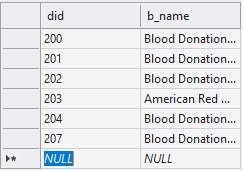 did b_name
200 Blood Donation...
201 Blood Donation...
202 Blood Donation...
203 American Red ...
204 Blood Donation...
207 Blood Donation...
NULL NULL